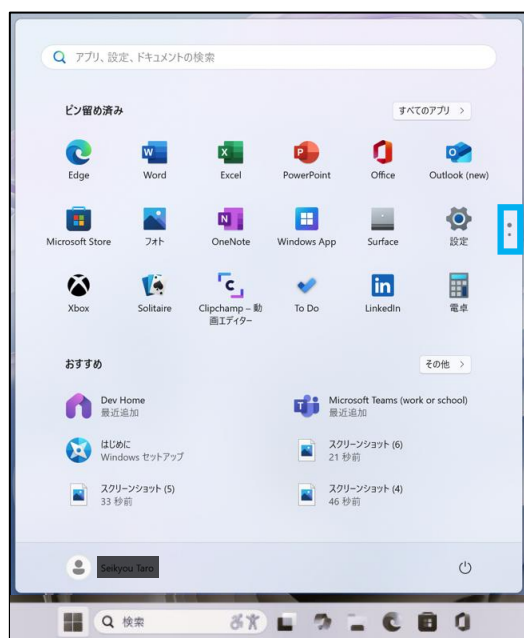 アプリ、設定、ドキュメントの検索
ピン留め済み
すべてのアプリ >
Edge
Word
Excel
PowerPoint
Office
Outlook (new)
Microsoft Store
フォト
OneNote
Windows App
Surface
設定
Xbox
Solitaire
Clipchamp – 動
画エディター
To Do
LinkedIn
電卓
おすすめ
その他 >
Dev Home
最近追加
Microsoft Teams (work or school)
最近追加
はじめに
Windows セットアップ
スクリーンショット (6)
21 秒前
スクリーンショット (5)
33 秒前
スクリーンショット (4)
46 秒前
Seikyou Taro
検索